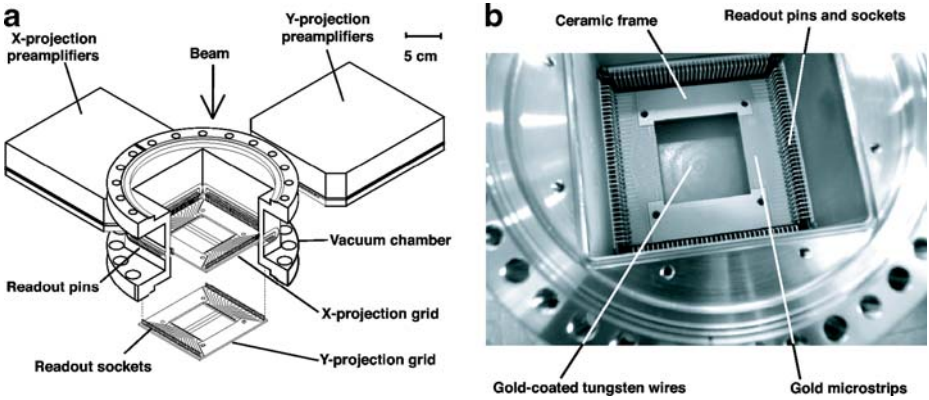 a
X-projection
preamplifiers
Beam
Y-projection
preamplifiers
5 cm
Vacuum chamber
Readout pins
X-projection grid
Readout sockets
Y-projection grid
b
Ceramic frame
Readout pins and sockets
Gold-coated tungsten wires
Gold microstrips